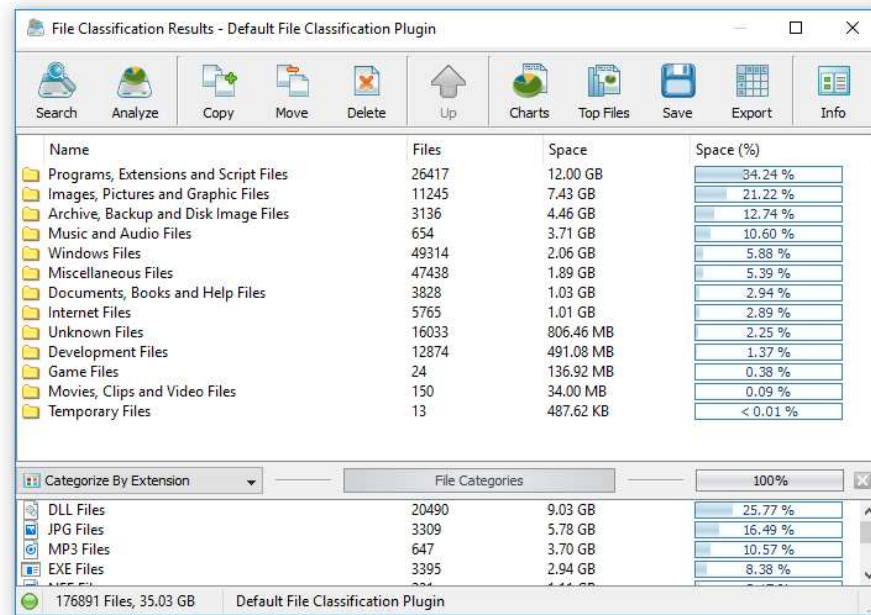 File Classification Results - Default File Classification Plugin
Search Analyze Copy Move Delete Up Charts Top Files Save Export Info
Name Files Space Space (%)
Programs, Extensions and Script Files 26417 12.00 GB 34.24 %
Images, Pictures and Graphic Files 11245 7.43 GB 21.22 %
Archive, Backup and Disk Image Files 3136 4.46 GB 12.74 %
Music and Audio Files 654 3.71 GB 10.60 %
Windows Files 49314 2.06 GB 5.88 %
Miscellaneous Files 47438 1.89 GB 5.39 %
Documents, Books and Help Files 3828 1.03 GB 2.94 %
Internet Files 5765 1.01 GB 2.89 %
Unknown Files 16033 806.46 MB 2.25 %
Development Files 12874 491.08 MB 1.37 %
Game Files 24 136.92 MB 0.38 %
Movies, Clips and Video Files 150 34.00 MB 0.09 %
Temporary Files 13 487.62 KB < 0.01 %
Categorize By Extension File Categories 100%
DLL Files 20490 9.03 GB 25.77 %
JPG Files 3309 5.78 GB 16.49 %
MP3 Files 647 3.70 GB 10.57 %
EXE Files 3395 2.94 GB 8.38 %
176891 Files, 35.03 GB Default File Classification Plugin